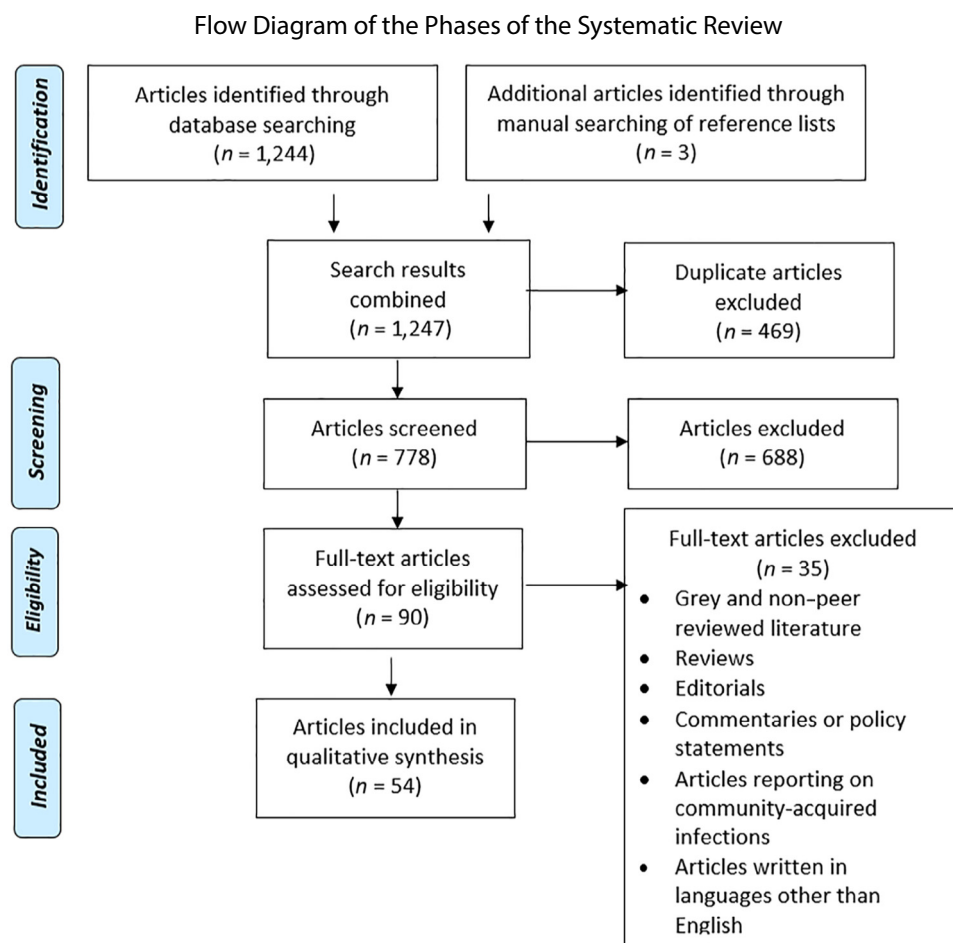 Flow Diagram of the Phases of the Systematic Review
Identification
Articles identified through
database searching
(n = 1,244)
Additional articles identified through
manual searching of reference lists
(n = 3)
Search results
combined
(n = 1,247)
Duplicate articles
excluded
(n = 469)
Screening
Articles screened
(n = 778)
Articles excluded
(n = 688)
Eligibility
Full-text articles
assessed for eligibility
(n = 90)
Full-text articles excluded
(n = 35)
• Grey and non–peer
reviewed literature
• Reviews
• Editorials
• Commentaries or policy
statements
• Articles reporting on
community-acquired
infections
• Articles written in
languages other than
English
Included
Articles included in
qualitative synthesis
(n = 54)